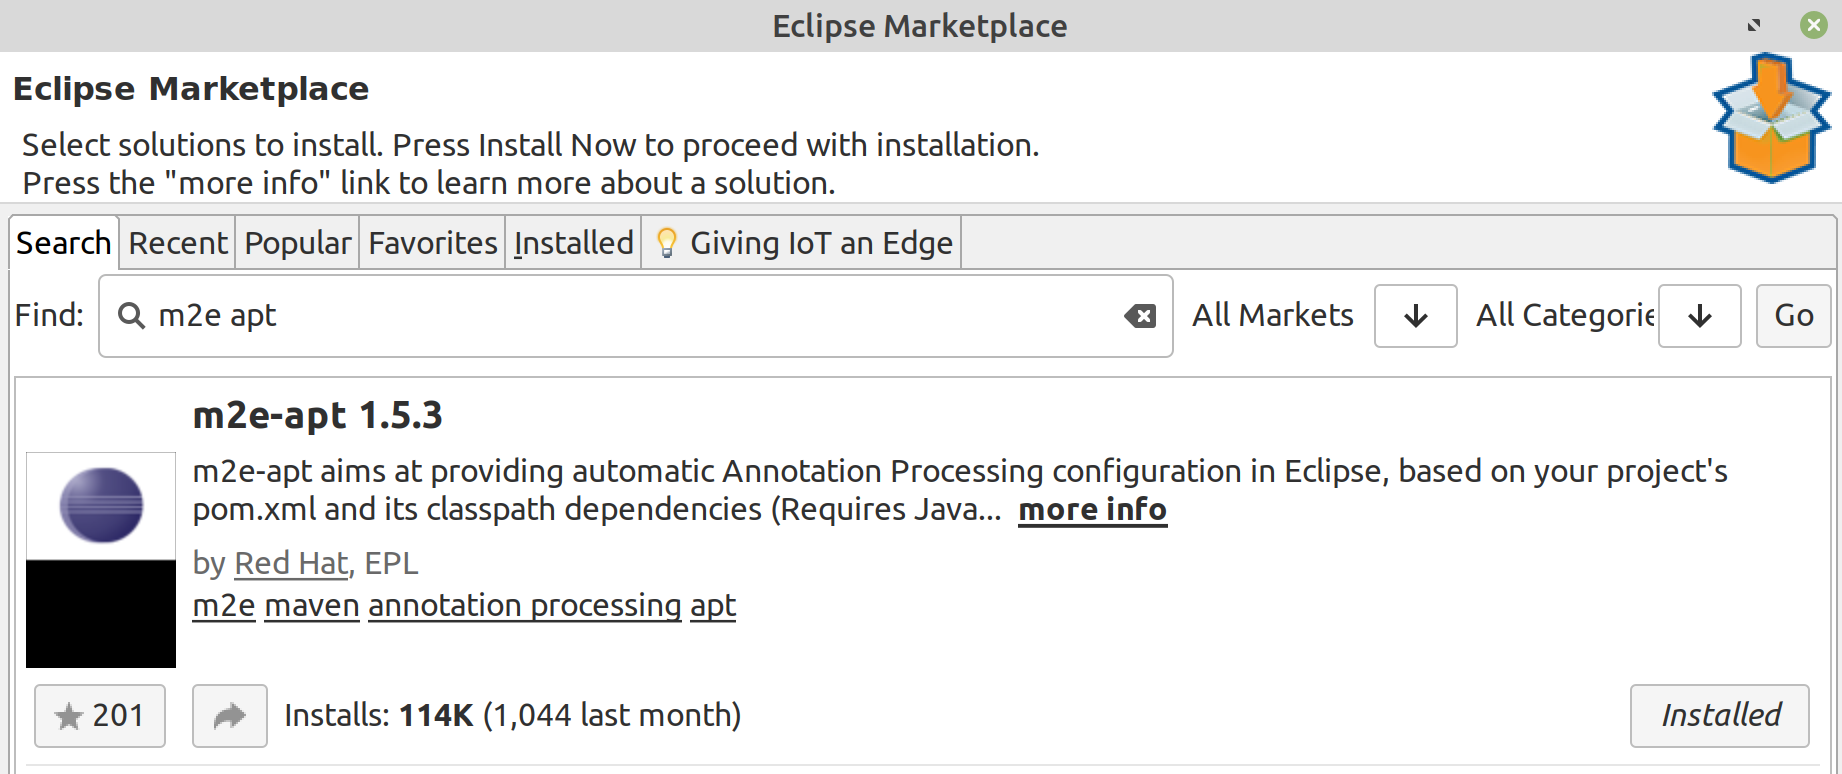 Eclipse Marketplace
Eclipse Marketplace
Select solutions to install. Press Install Now to proceed with installation.
Press the "more info" link to learn more about a solution.
Search Recent Popular Favorites Installed Giving IoT an Edge
Find: m2e apt All Markets All Categorie Go
m2e-apt 1.5.3
m2e-apt aims at providing automatic Annotation Processing configuration in Eclipse, based on your project's
pom.xml and its classpath dependencies (Requires Java... more info
by Red Hat, EPL
m2e maven annotation processing apt
201 Installs: 114K (1,044 last month) Installed